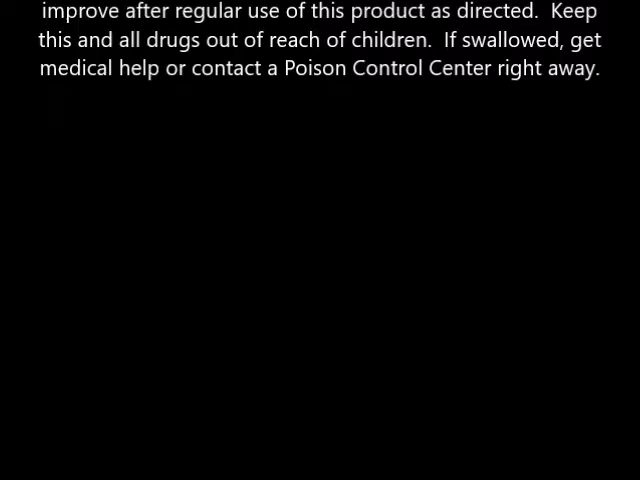 improve after regular use of this product as directed.  Keep
this and all drugs out of reach of children.  If swallowed, get
medical help or contact a Poison Control Center right away.